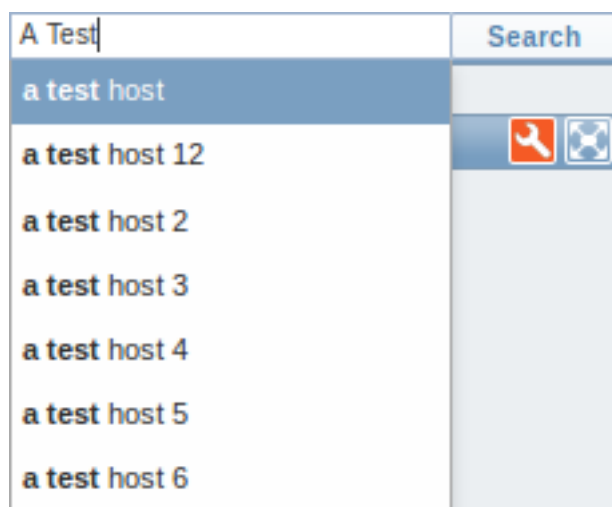 A Test
Search
a test host
a test host 12
a test host 2
a test host 3
a test host 4
a test host 5
a test host 6